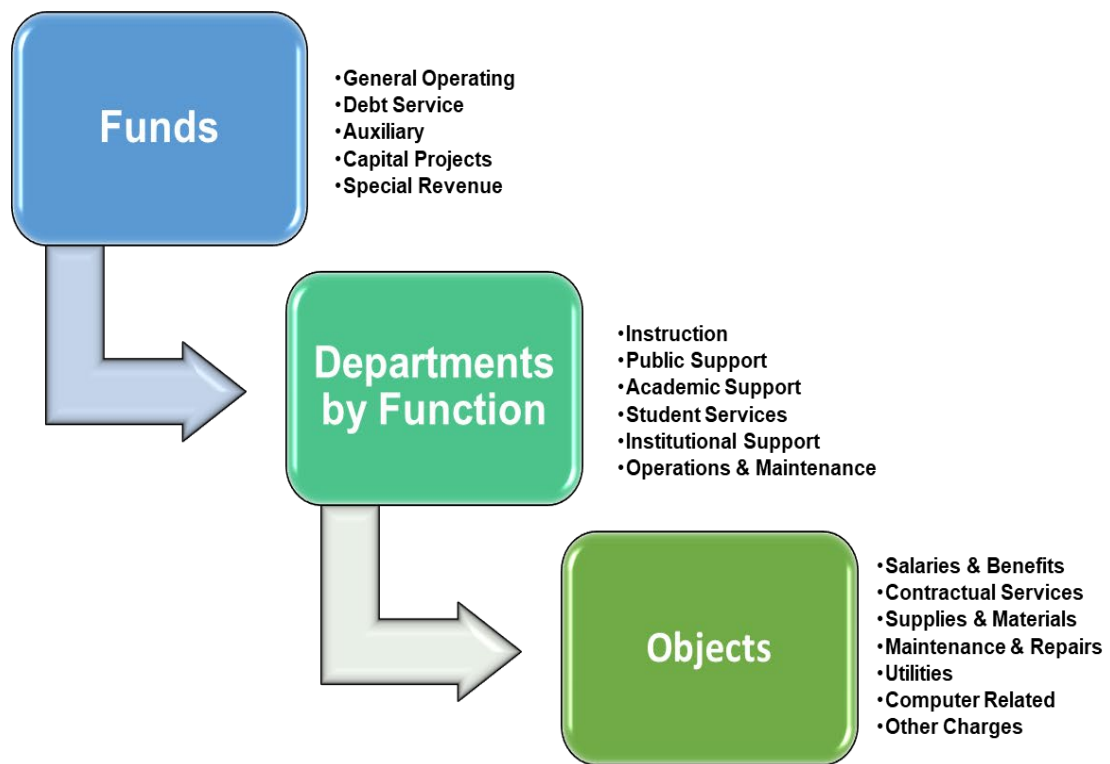 Funds
•General Operating
•Debt Service
•Auxiliary
•Capital Projects
•Special Revenue
Departments
by Function
•Instruction
•Public Support
•Academic Support
•Student Services
•Institutional Support
•Operations & Maintenance
Objects
•Salaries & Benefits
•Contractual Services
•Supplies & Materials
•Maintenance & Repairs
•Utilities
•Computer Related
•Other Charges